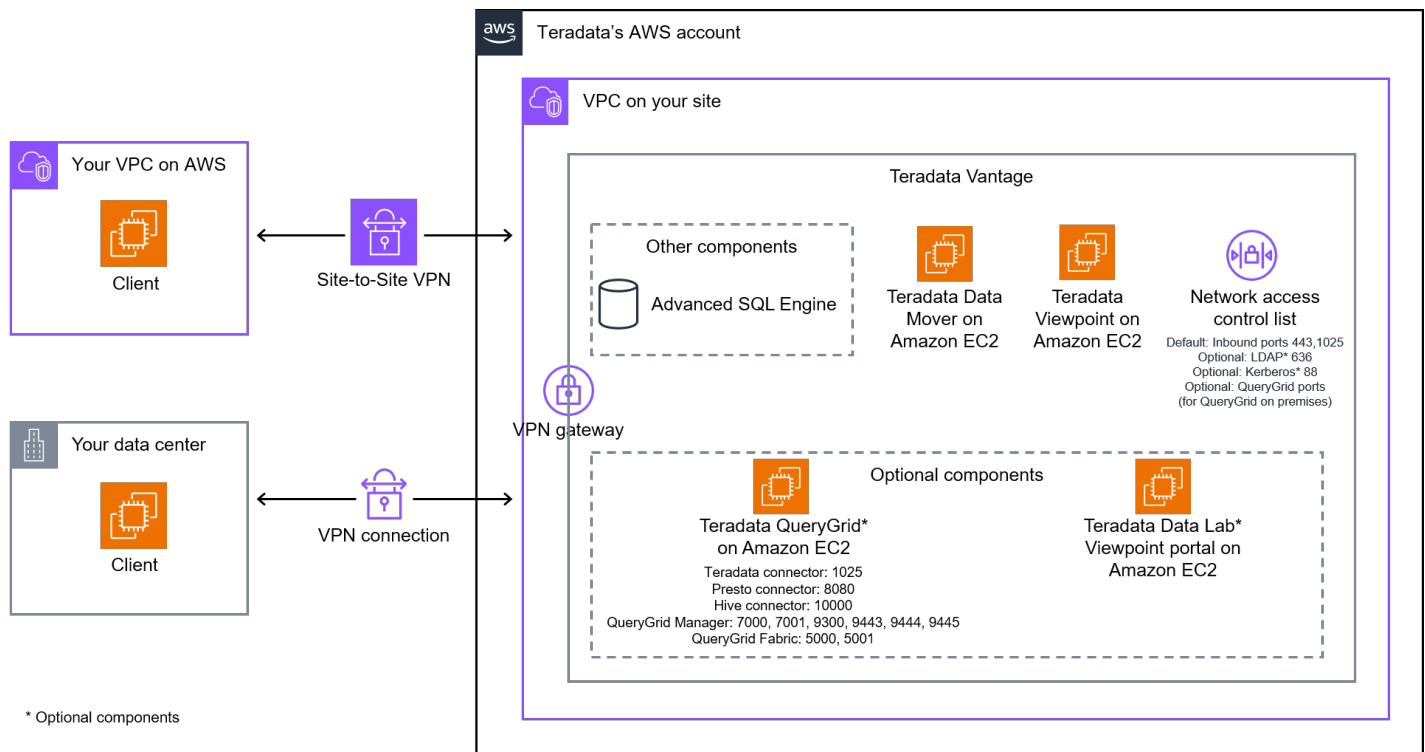 aws
Teradata's AWS account
VPC on your site
Your VPC on AWS
Client
Site-to-Site VPN
Teradata Vantage
Other components
Advanced SQL Engine
Teradata Data
Mover on
Amazon EC2
Teradata
Viewpoint on
Amazon EC2
Network access
control list
Default: Inbound ports 443,1025
Optional: LDAP* 636
Optional: Kerberos* 88
Optional: QueryGrid ports
(for QueryGrid on premises)
VPN gateway
Your data center
Client
VPN connection
Optional components
Teradata QueryGrid*
on Amazon EC2
Teradata connector: 1025
Presto connector: 8080
Hive connector: 10000
QueryGrid Manager: 7000, 7001, 9300, 9443, 9444, 9445
QueryGrid Fabric: 5000, 5001
Teradata Data Lab*
Viewpoint portal on
Amazon EC2
* Optional components